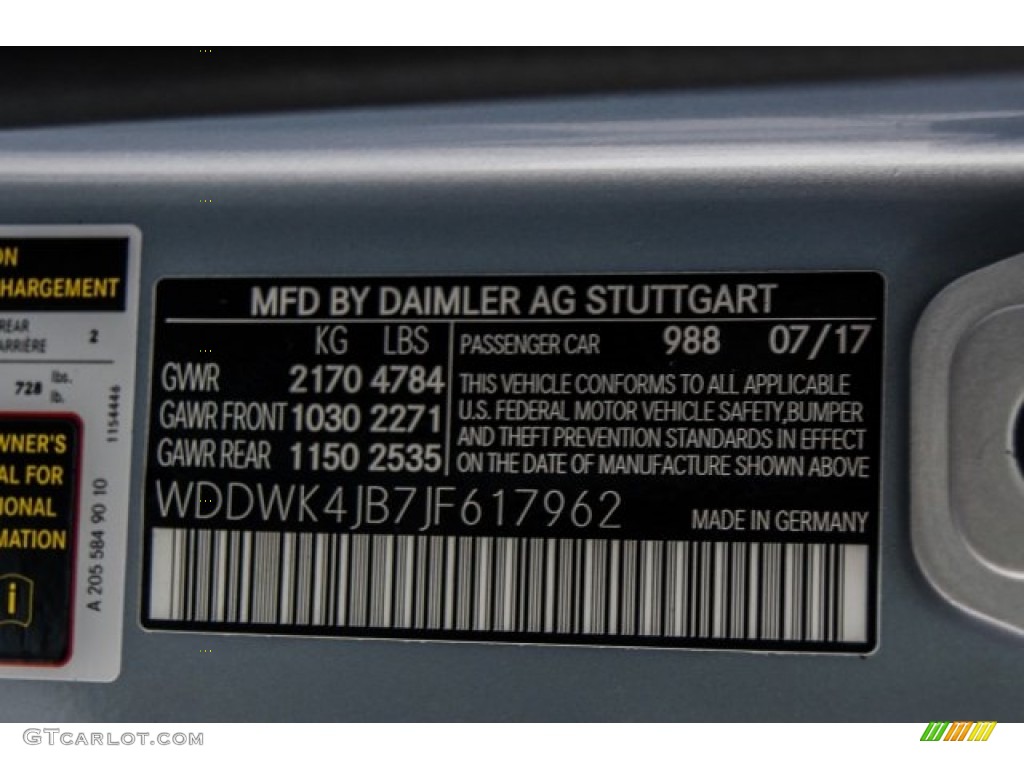 ON
HARGEMENT
REAR
ARRIÈRE 2
728 lbs.
lb.
1154446
OWNER'S
AL FOR
IONAL
MATION
i
A 205 584 90 10
MFD BY DAIMLER AG STUTTGART
KG LBS
GWR 2170 4784
GAWR FRONT 1030 2271
GAWR REAR 1150 2535
PASSENGER CAR 988 07/17
THIS VEHICLE CONFORMS TO ALL APPLICABLE
U.S. FEDERAL MOTOR VEHICLE SAFETY,BUMPER
AND THEFT PREVENTION STANDARDS IN EFFECT
ON THE DATE OF MANUFACTURE SHOWN ABOVE
WDDWK4JB7JF617962
MADE IN GERMANY
GTCARLOT.COM